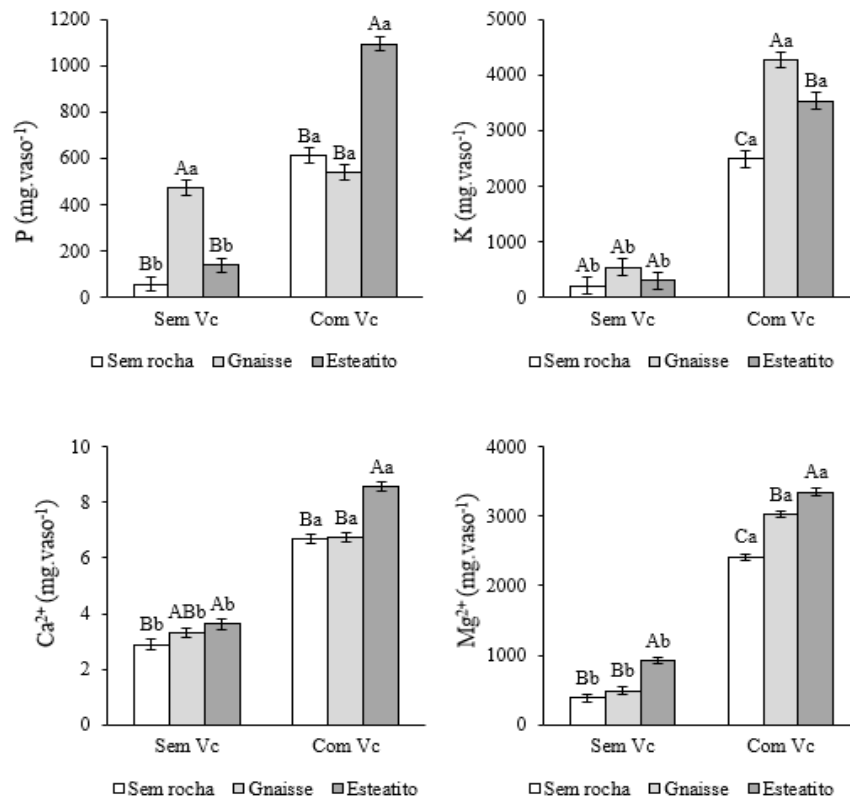 P (mg.vaso⁻¹)
1200
1000
800
600
400
200
0
Bb
Aa
Bb
Ba
Ba
Aa
Sem Vc
Com Vc
Sem rocha
Gnaisse
Esteatito
K (mg.vaso⁻¹)
5000
4000
3000
2000
1000
0
Ab
Ab
Ab
Ca
Aa
Ba
Sem Vc
Com Vc
Sem rocha
Gnaisse
Esteatito
Ca²⁺ (mg.vaso⁻¹)
10
8
6
4
2
0
Bb
ABb
Ab
Ba
Ba
Aa
Sem Vc
Com Vc
Sem rocha
Gnaisse
Esteatito
Mg²⁺ (mg.vaso⁻¹)
4000
3000
2000
1000
0
Bb
Bb
Ab
Ca
Ba
Aa
Sem Vc
Com Vc
Sem rocha
Gnaisse
Esteatito